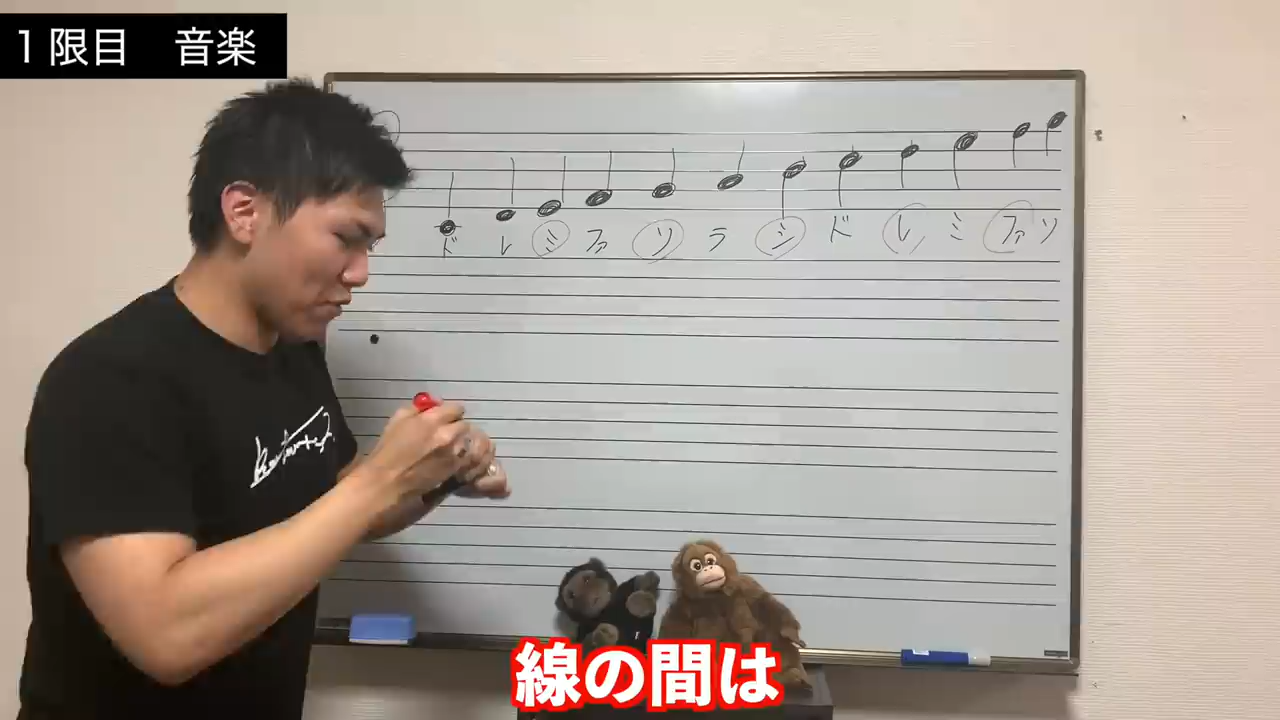 1限目 音楽
ド レ ミ ファ ソ ラ シ ド レ ミ ファ ソ
線の間は